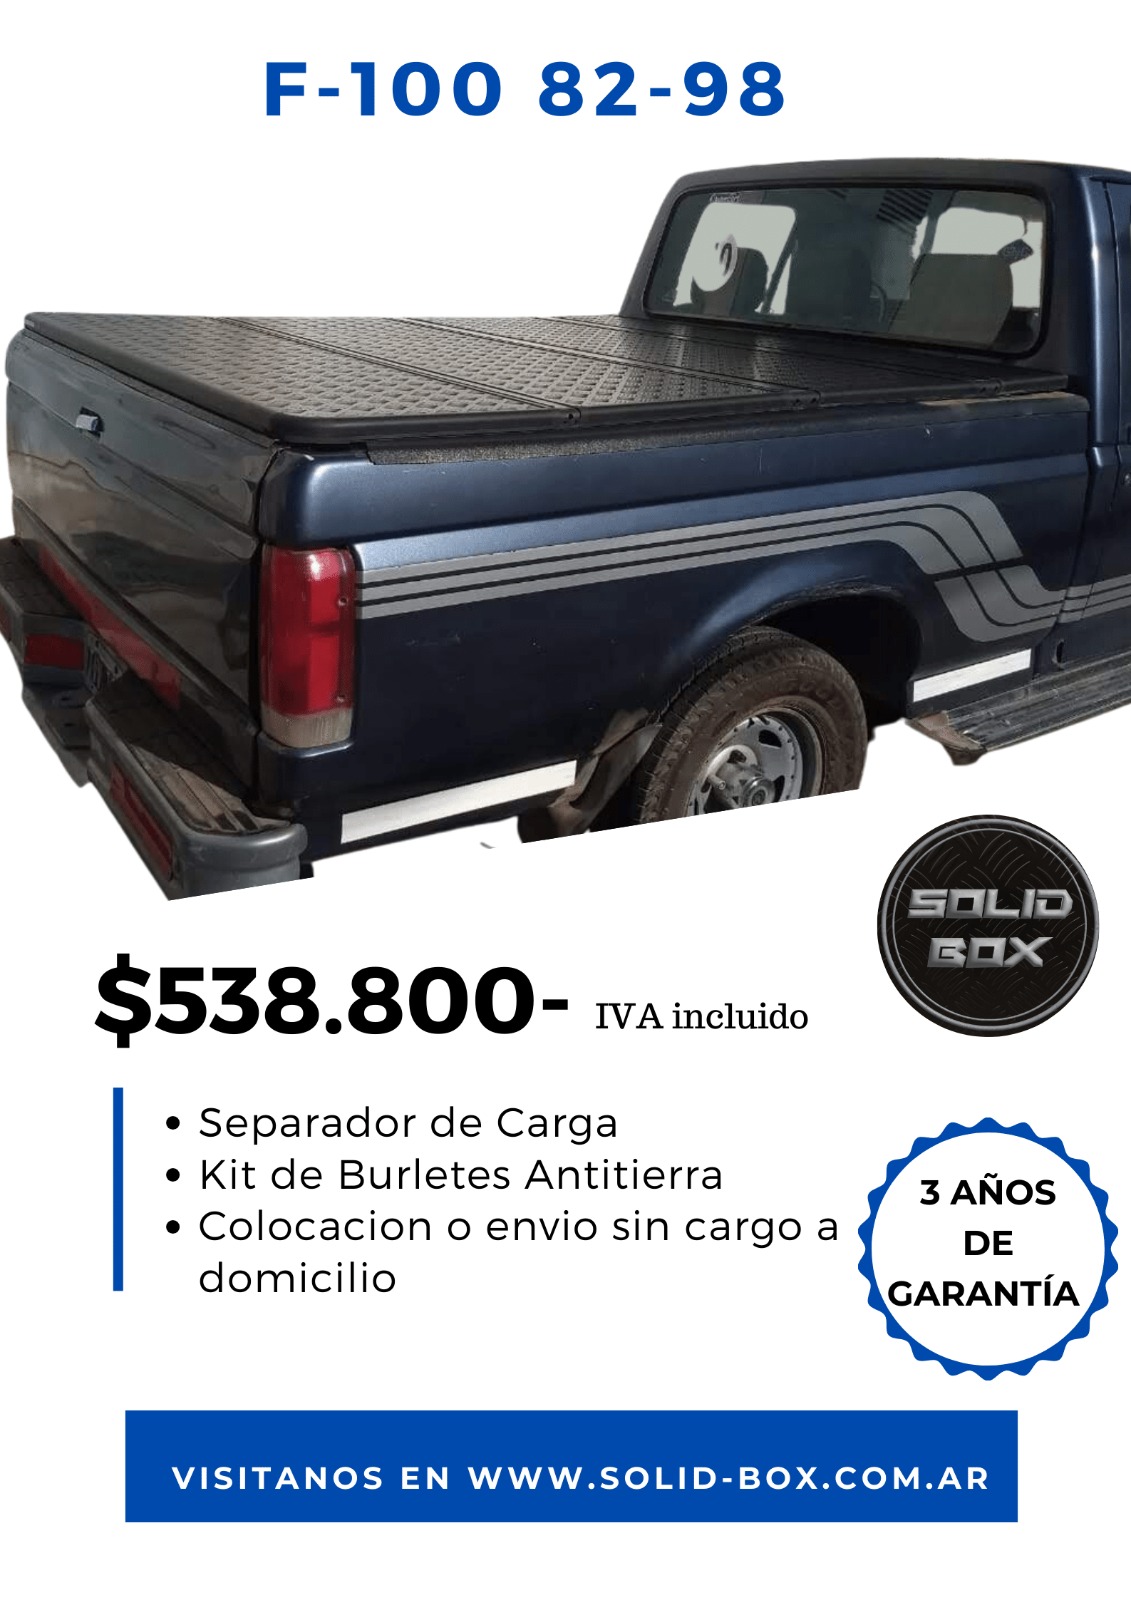 F-100 82-98
SOLID
BOX
$538.800- IVA incluido
Separador de Carga
Kit de Burletes Antitierra
Colocacion o envio sin cargo a
domicilio
3 AÑOS
DE
GARANTÍA
VISITANOS EN WWW.SOLID-BOX.COM.AR